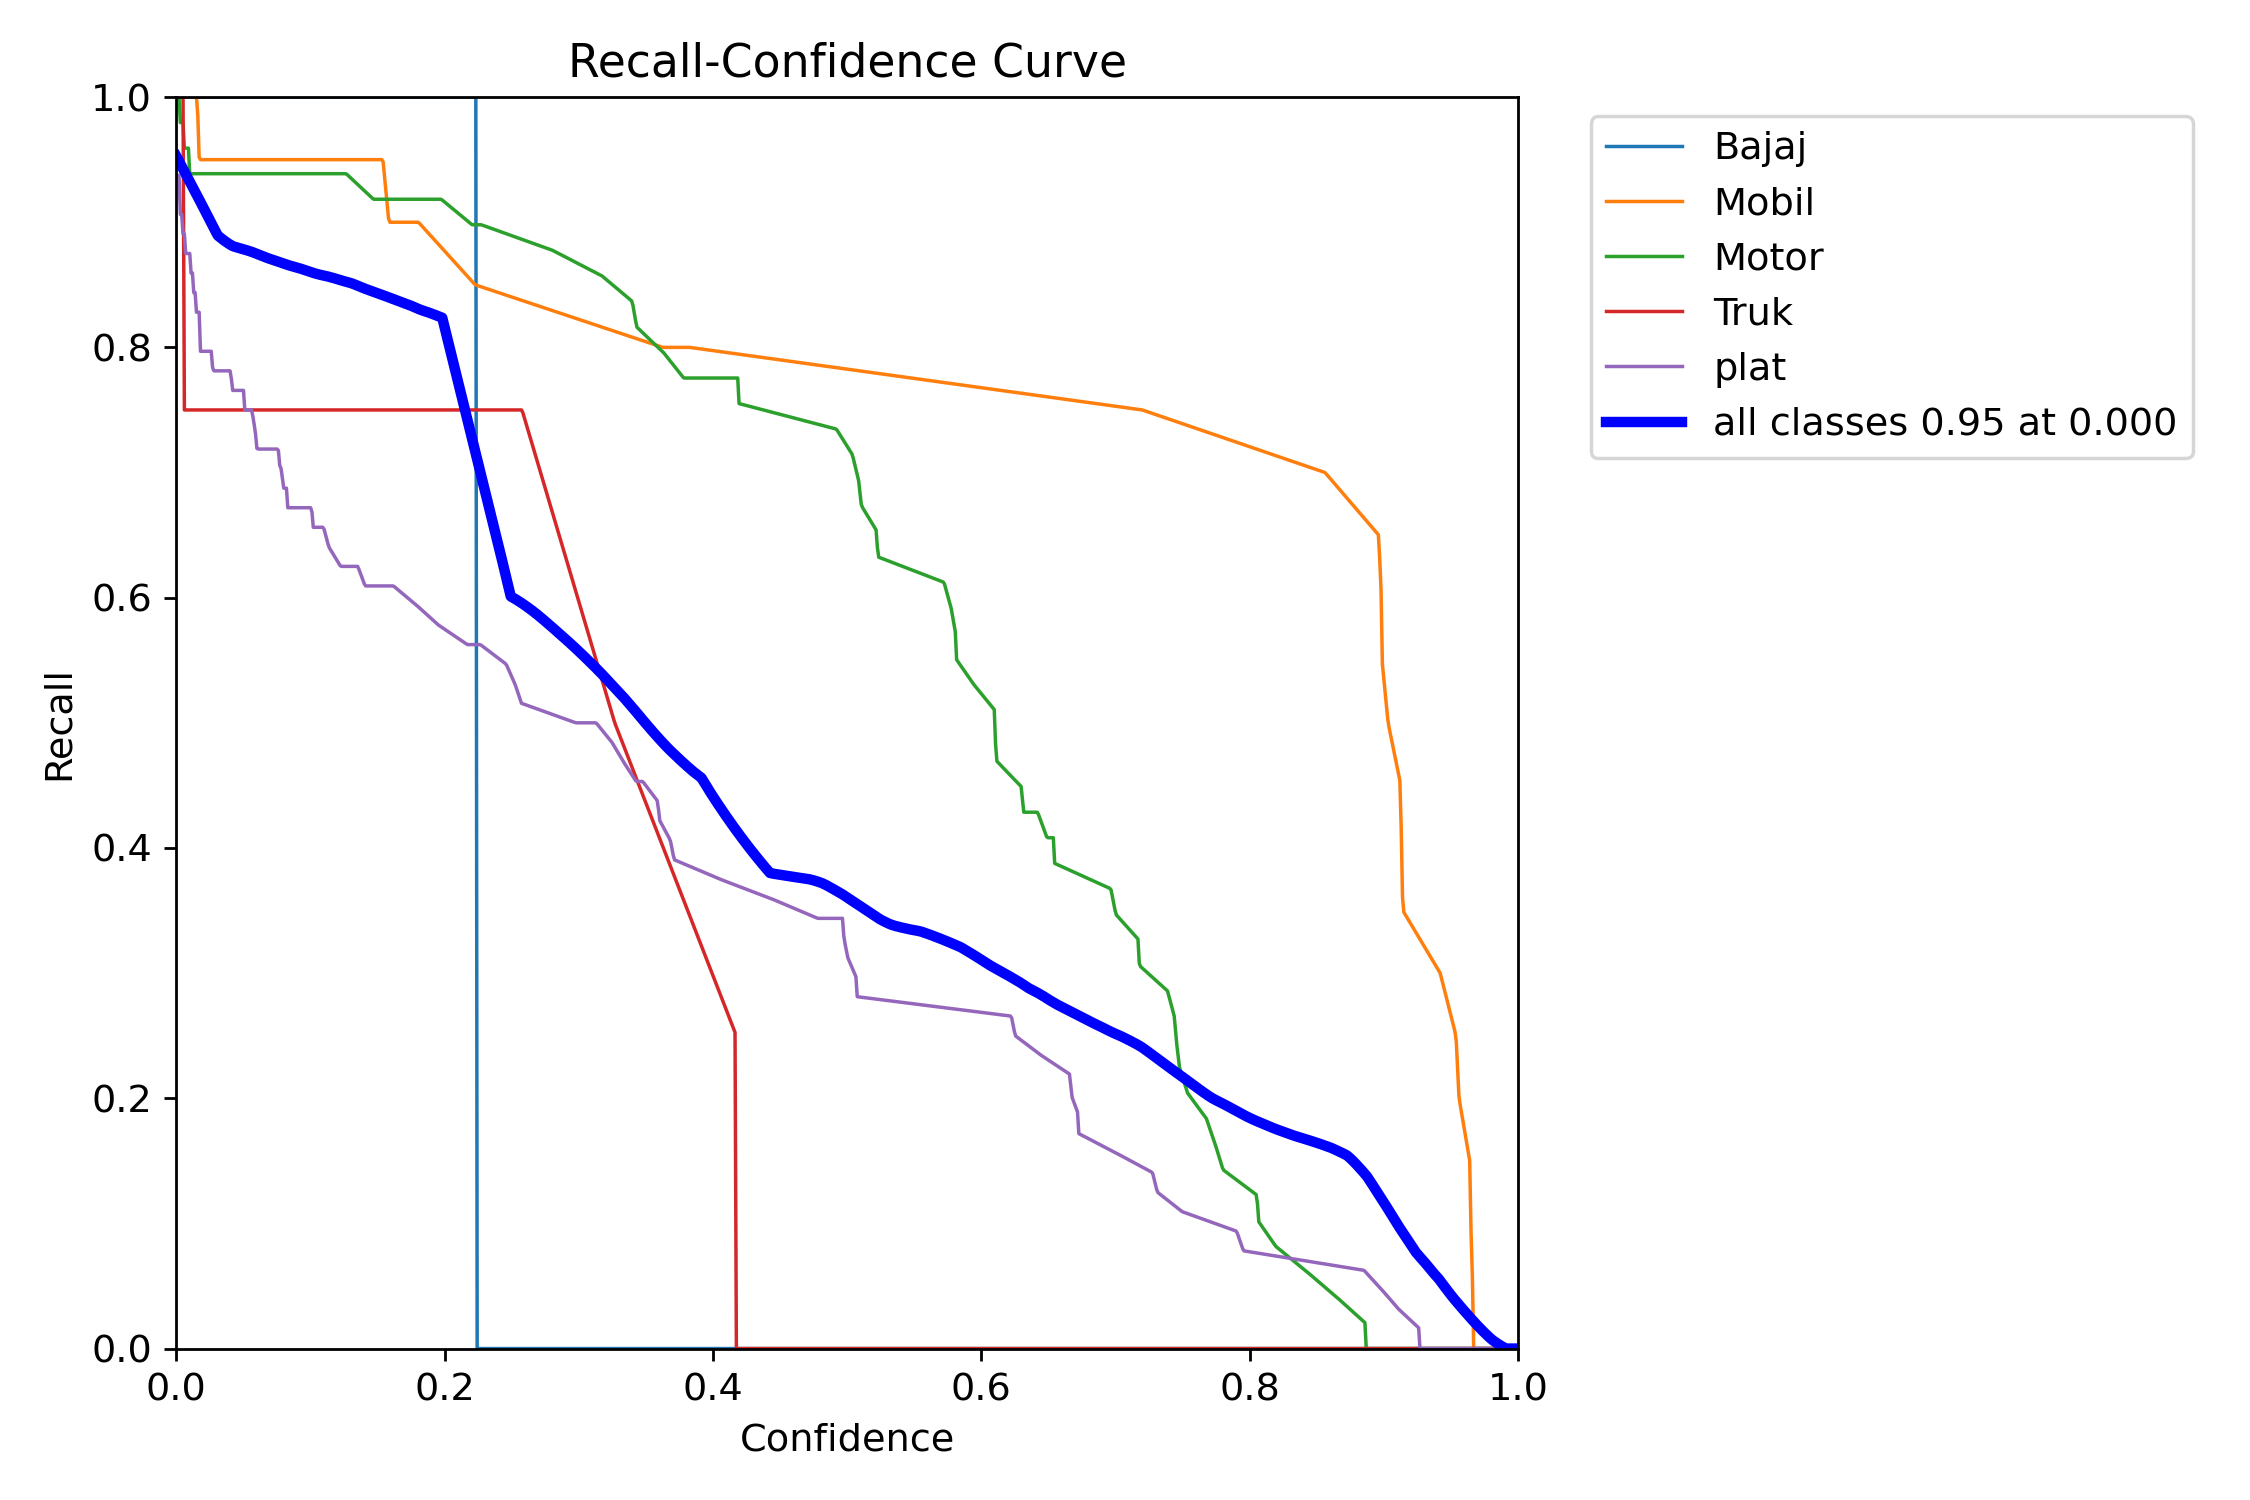 Recall-Confidence Curve
1.0
0.8
0.6
0.4
0.2
0.0
Recall
0.0 0.2 0.4 0.6 0.8 1.0
Confidence
Bajaj
Mobil
Motor
Truk
plat
all classes 0.95 at 0.000